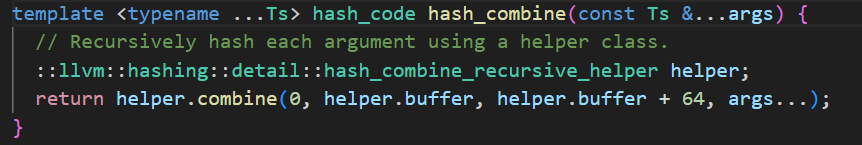 template <typename ...Ts> hash_code hash_combine(const Ts &...args) {
  // Recursively hash each argument using a helper class.
  ::llvm::hashing::detail::hash_combine_recursive_helper helper;
  return helper.combine(0, helper.buffer, helper.buffer + 64, args...);
}